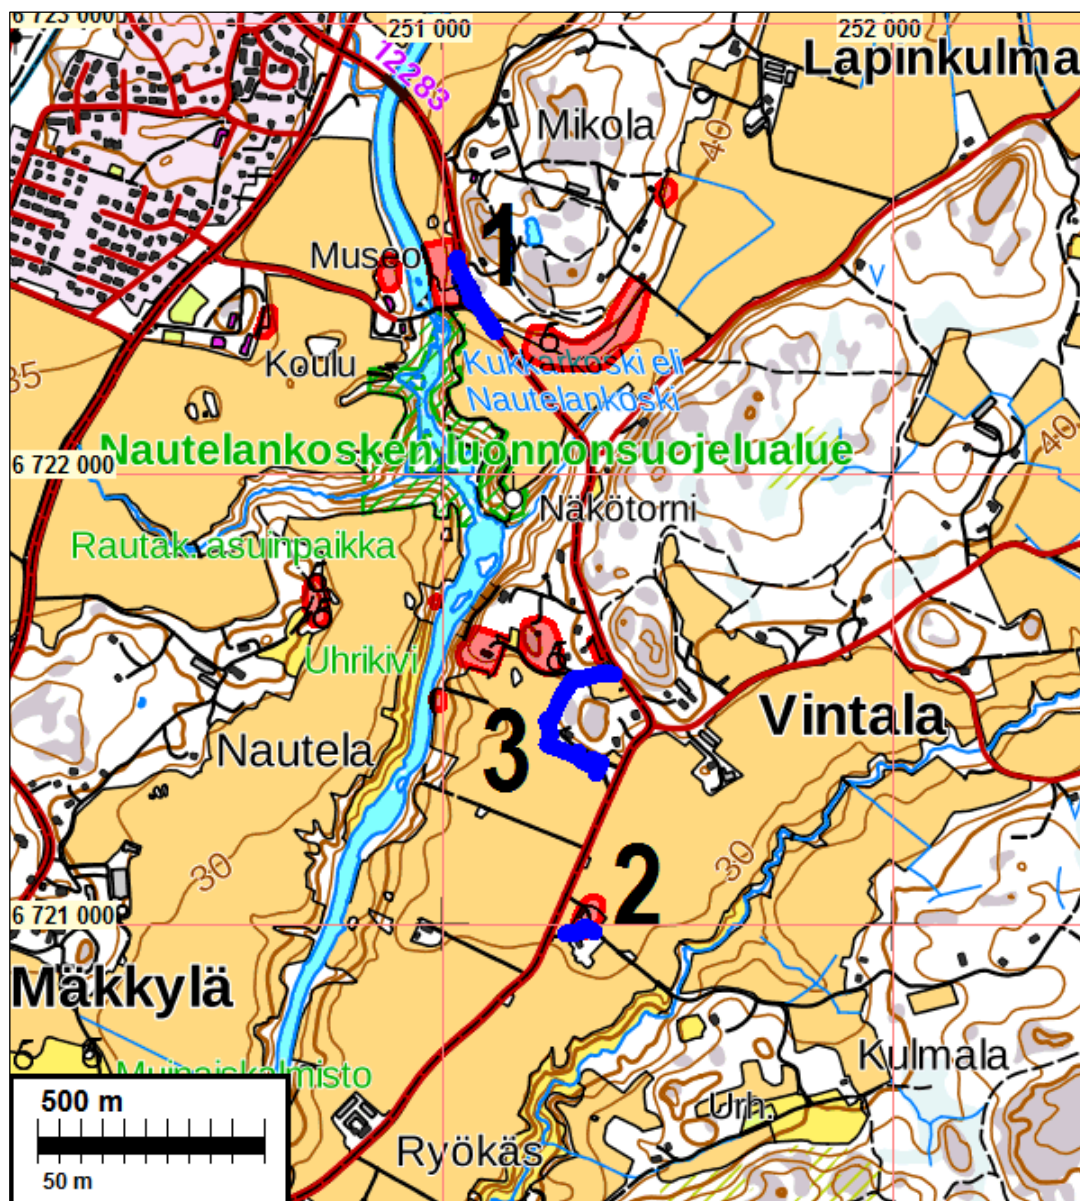 6 723 000
251 000
252 000
Lapinkulma
12283
Mikola
40
1
Museo
V
6
Kukkarkoski eli
Nautelankoski
Koulu
35
40
Nautelankosken luonnonsuojelualue
6 722 000
Näkötorni
Rautak. asuinpaikka
Uhrikivi
Vintala
Nautela
3
30
30
2
6 721 000
Mäkkylä
Kulmala
Muinaiskalmisto
500 m
Urh.
Ryökäs
50 m